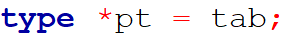 type *pt = tab;